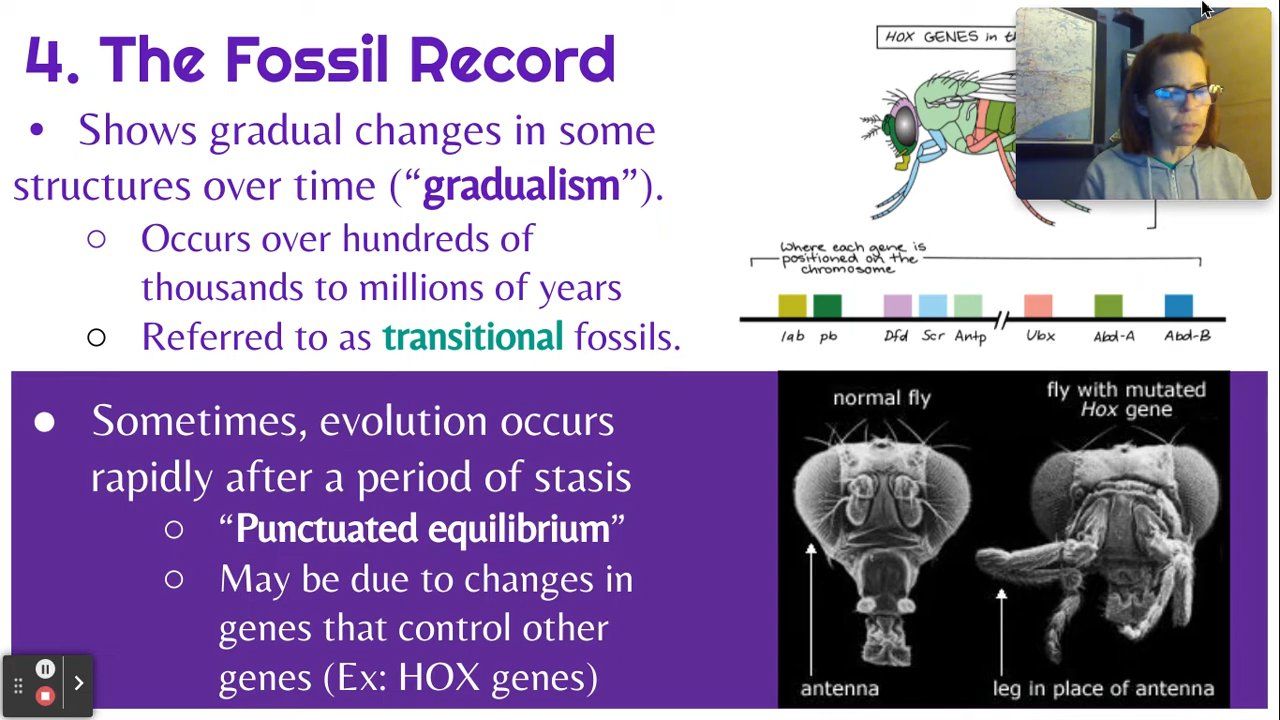 4. The Fossil Record
• Shows gradual changes in some
structures over time (“gradualism”).
○ Occurs over hundreds of
thousands to millions of years
○ Referred to as transitional fossils.
● Sometimes, evolution occurs
rapidly after a period of stasis
○ “Punctuated equilibrium”
○ May be due to changes in
genes that control other
genes (Ex: HOX genes)
HOX GENES in
Where each gene is
positioned on the
chromosome
lab pb Dfd Scr Antp Ubx Abd-A Abd-B
normal fly
fly with mutated
Hox gene
antenna
leg in place of antenna